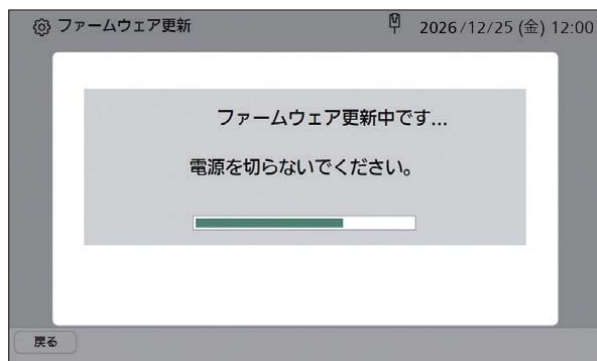 ファームウェア更新
M
2026/12/25 (金) 12:00
ファームウェア更新中です...
電源を切らないでください。
戻る